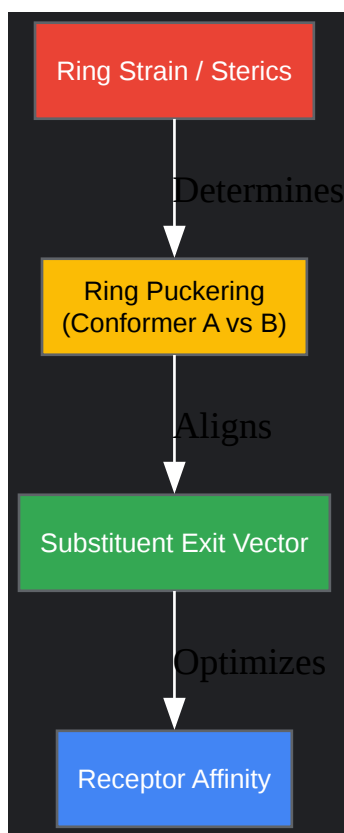 Ring Strain / Sterics
Determines
Ring Puckering
(Conformer A vs B)
Aligns
Substituent Exit Vector
Optimizes
Receptor Affinity